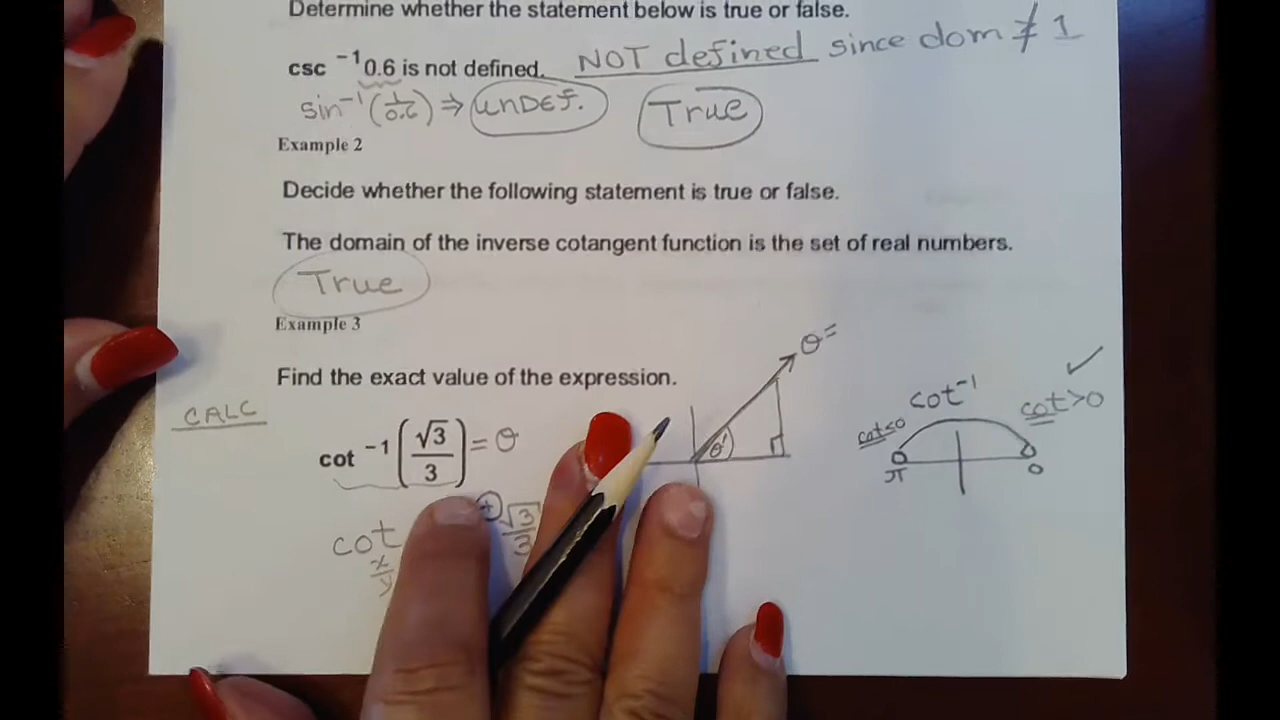 Determine whether the statement below is true or false.
csc ⁻¹0.6 is not defined. NOT defined since dom ≠ 1
sin⁻¹(1/0.6) ⇒ UNDEF. True
Example 2
Decide whether the following statement is true or false.
The domain of the inverse cotangent function is the set of real numbers.
True
Example 3
Find the exact value of the expression.
θ=
CALC
cot⁻¹ cot>0
cot ⁻¹(√3/3) = θ
θ' cot<0
π 0
cot + √3/3
x/y